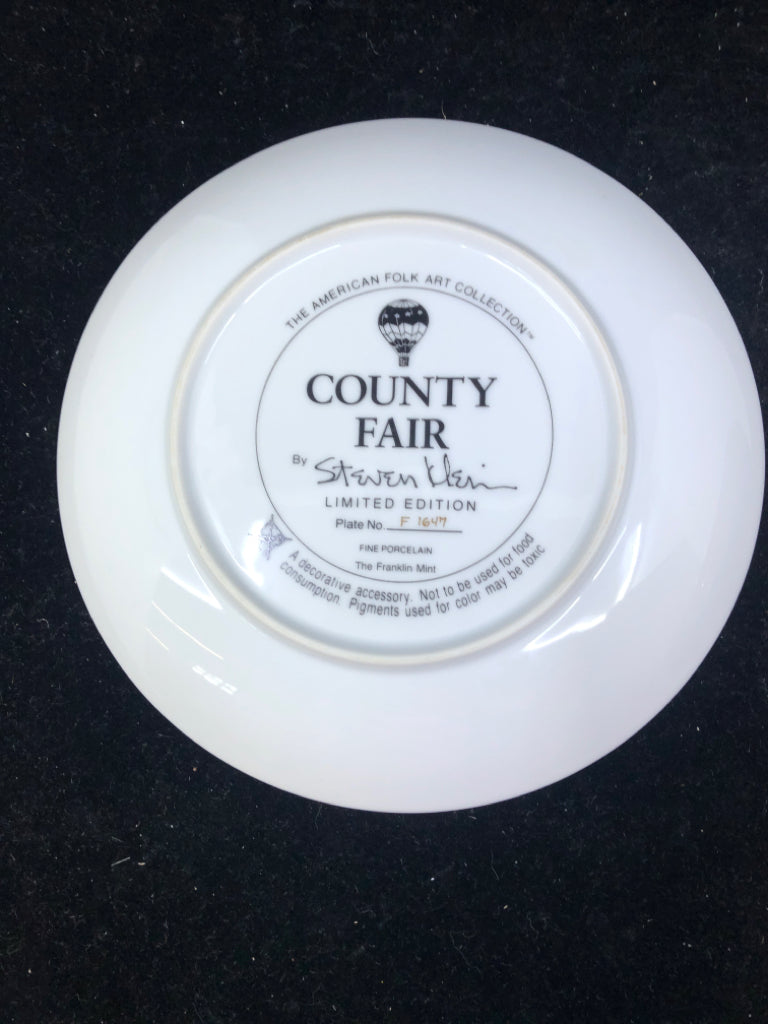 THE AMERICAN FOLK ART COLLECTION™
COUNTY
FAIR
By Steven Klein
LIMITED EDITION
Plate No. F 1647
FINE PORCELAIN
The Franklin Mint
A decorative accessory. Not to be used for food
consumption. Pigments used for color may be toxic